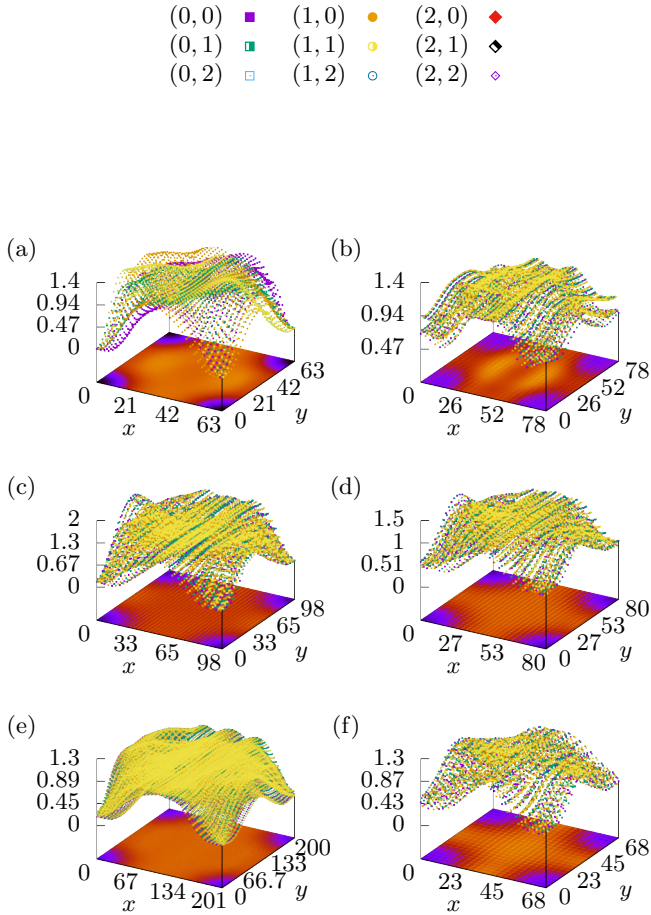 (0, 0) (1, 0) (2, 0)
(0, 1) (1, 1) (2, 1)
(0, 2) (1, 2) (2, 2)
(a)
1.4
0.94
0.47
0
0 21 42 63
x
0 21 42 63
y
(b)
1.4
0.94
0.47
0 26 52 78
x
0 26 52 78
y
(c)
2
1.3
0.67
0
0 33 65 98
x
0 33 65 98
y
(d)
1.5
1
0.51
0
0 27 53 80
x
0 27 53 80
y
(e)
1.3
0.89
0.45
0
0 67 134 201
x
0 66.7 133 200
y
(f)
1.3
0.87
0.43
0
0 23 45 68
x
0 23 45 68
y